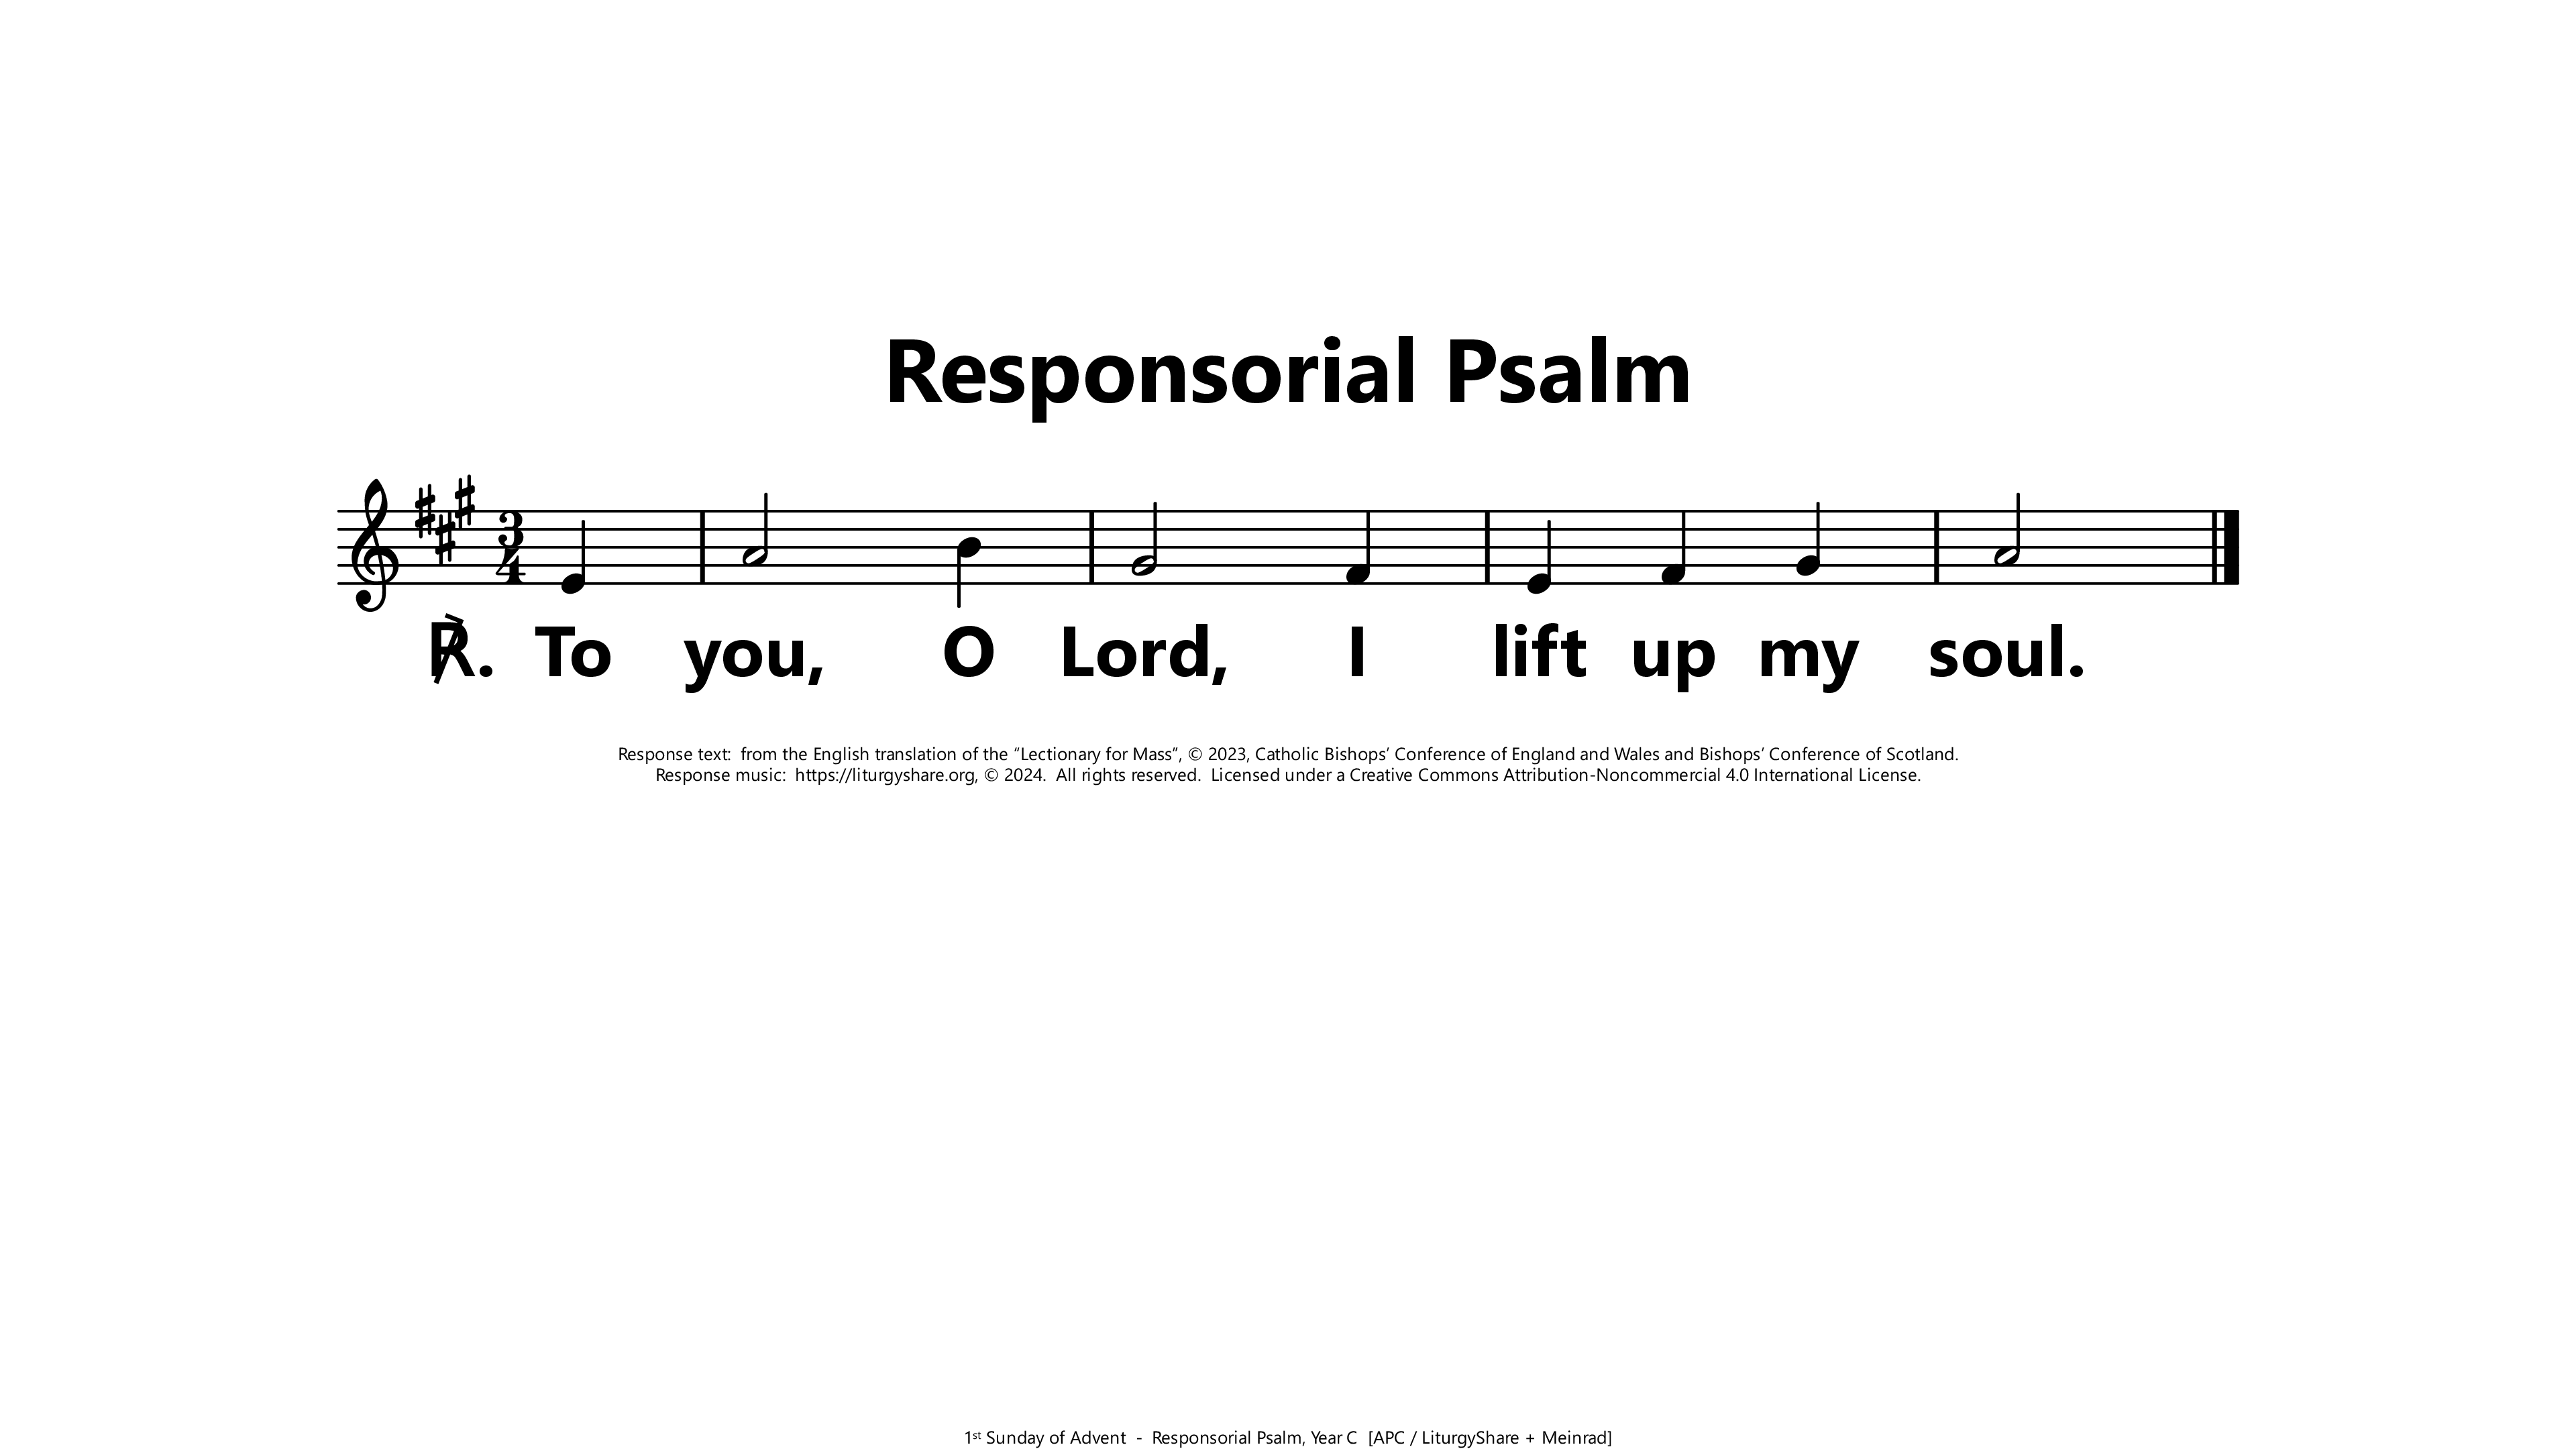 Responsorial Psalm
3
4
℟. To you, O Lord, I lift up my soul.
Response text:  from the English translation of the “Lectionary for Mass”, © 2023, Catholic Bishops’ Conference of England and Wales and Bishops’ Conference of Scotland.
Response music:  https://liturgyshare.org, © 2024.  All rights reserved.  Licensed under a Creative Commons Attribution-Noncommercial 4.0 International License.
1st Sunday of Advent  -  Responsorial Psalm, Year C  [APC / LiturgyShare + Meinrad]